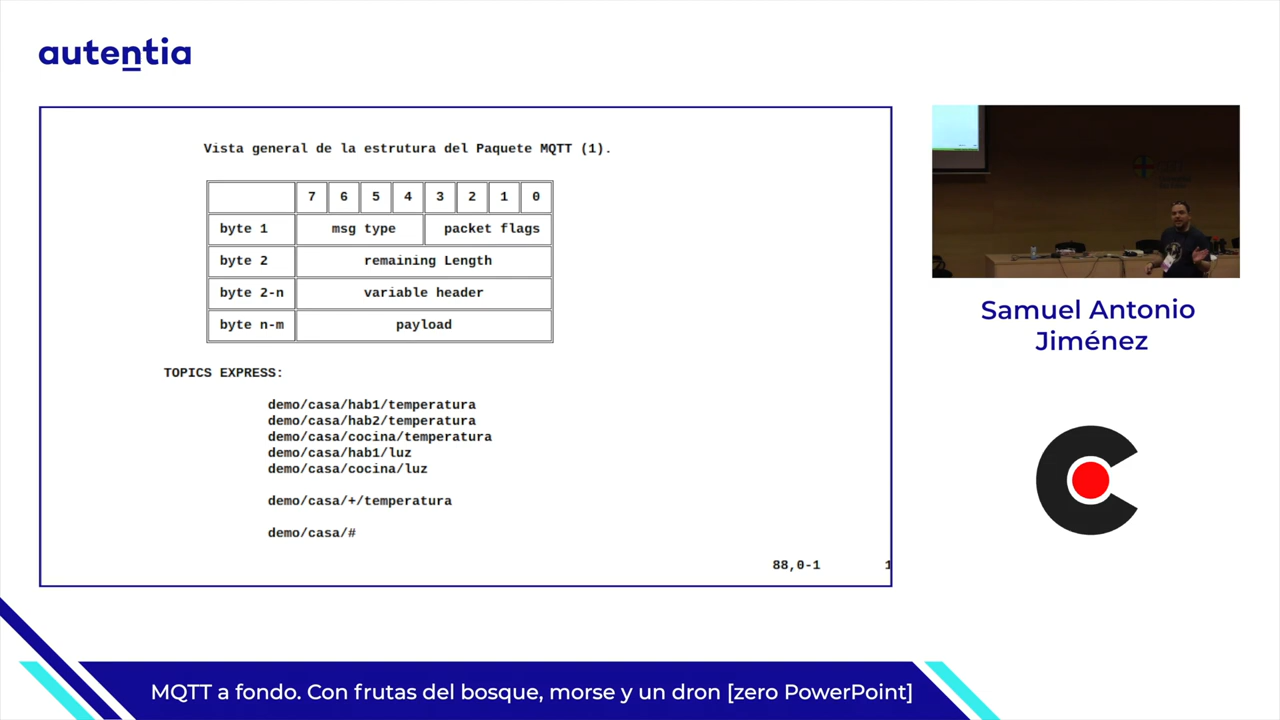 autentia
Vista general de la estrutura del Paquete MQTT (1).
7 6 5 4 3 2 1 0
byte 1 msg type packet flags
byte 2 remaining Length
byte 2-n variable header
byte n-m payload
TOPICS EXPRESS:
demo/casa/hab1/temperatura
demo/casa/hab2/temperatura
demo/casa/cocina/temperatura
demo/casa/hab1/luz
demo/casa/cocina/luz
demo/casa/+/temperatura
demo/casa/#
88,0-1
Samuel Antonio
Jiménez
MQTT a fondo. Con frutas del bosque, morse y un dron [zero PowerPoint]